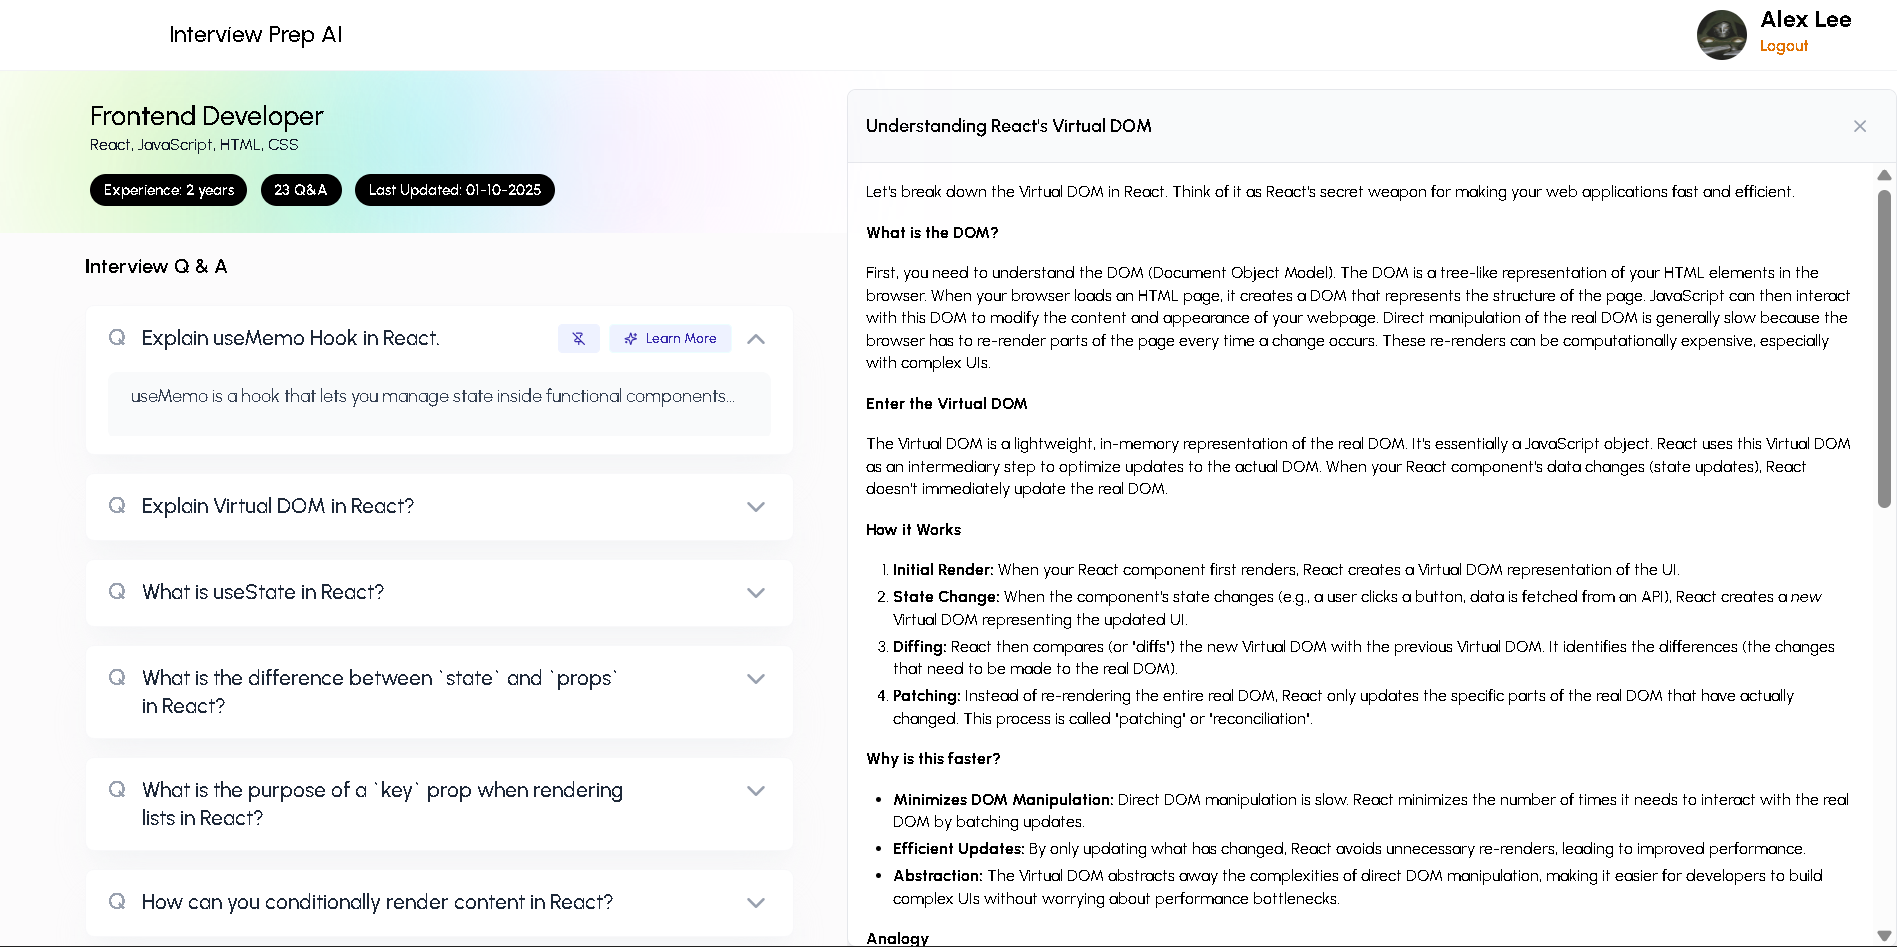 Interview Prep AI
Alex Lee
Logout
Frontend Developer
React, JavaScript, HTML, CSS
Experience: 2 years
23 Q&A
Last Updated: 01-10-2025
Interview Q & A
Q Explain useMemo Hook in React.
Learn More
useMemo is a hook that lets you manage state inside functional components...
Q Explain Virtual DOM in React?
Q What is useState in React?
Q What is the difference between `state` and `props`
in React?
Q What is the purpose of a `key` prop when rendering
lists in React?
Q How can you conditionally render content in React?
Understanding React's Virtual DOM
Let's break down the Virtual DOM in React. Think of it as React's secret weapon for making your web applications fast and efficient.
What is the DOM?
First, you need to understand the DOM (Document Object Model). The DOM is a tree-like representation of your HTML elements in the
browser. When your browser loads an HTML page, it creates a DOM that represents the structure of the page. JavaScript can then interact
with this DOM to modify the content and appearance of your webpage. Direct manipulation of the real DOM is generally slow because the
browser has to re-render parts of the page every time a change occurs. These re-renders can be computationally expensive, especially
with complex UIs.
Enter the Virtual DOM
The Virtual DOM is a lightweight, in-memory representation of the real DOM. It's essentially a JavaScript object. React uses this Virtual DOM
as an intermediary step to optimize updates to the actual DOM. When your React component's data changes (state updates), React
doesn't immediately update the real DOM.
How it Works
1. Initial Render: When your React component first renders, React creates a Virtual DOM representation of the UI.
2. State Change: When the component's state changes (e.g., a user clicks a button, data is fetched from an API), React creates a new
Virtual DOM representing the updated UI.
3. Diffing: React then compares (or "diffs") the new Virtual DOM with the previous Virtual DOM. It identifies the differences (the changes
that need to be made to the real DOM).
4. Patching: Instead of re-rendering the entire real DOM, React only updates the specific parts of the real DOM that have actually
changed. This process is called "patching" or "reconciliation".
Why is this faster?
• Minimizes DOM Manipulation: Direct DOM manipulation is slow. React minimizes the number of times it needs to interact with the real
DOM by batching updates.
• Efficient Updates: By only updating what has changed, React avoids unnecessary re-renders, leading to improved performance.
• Abstraction: The Virtual DOM abstracts away the complexities of direct DOM manipulation, making it easier for developers to build
complex UIs without worrying about performance bottlenecks.
Analogy